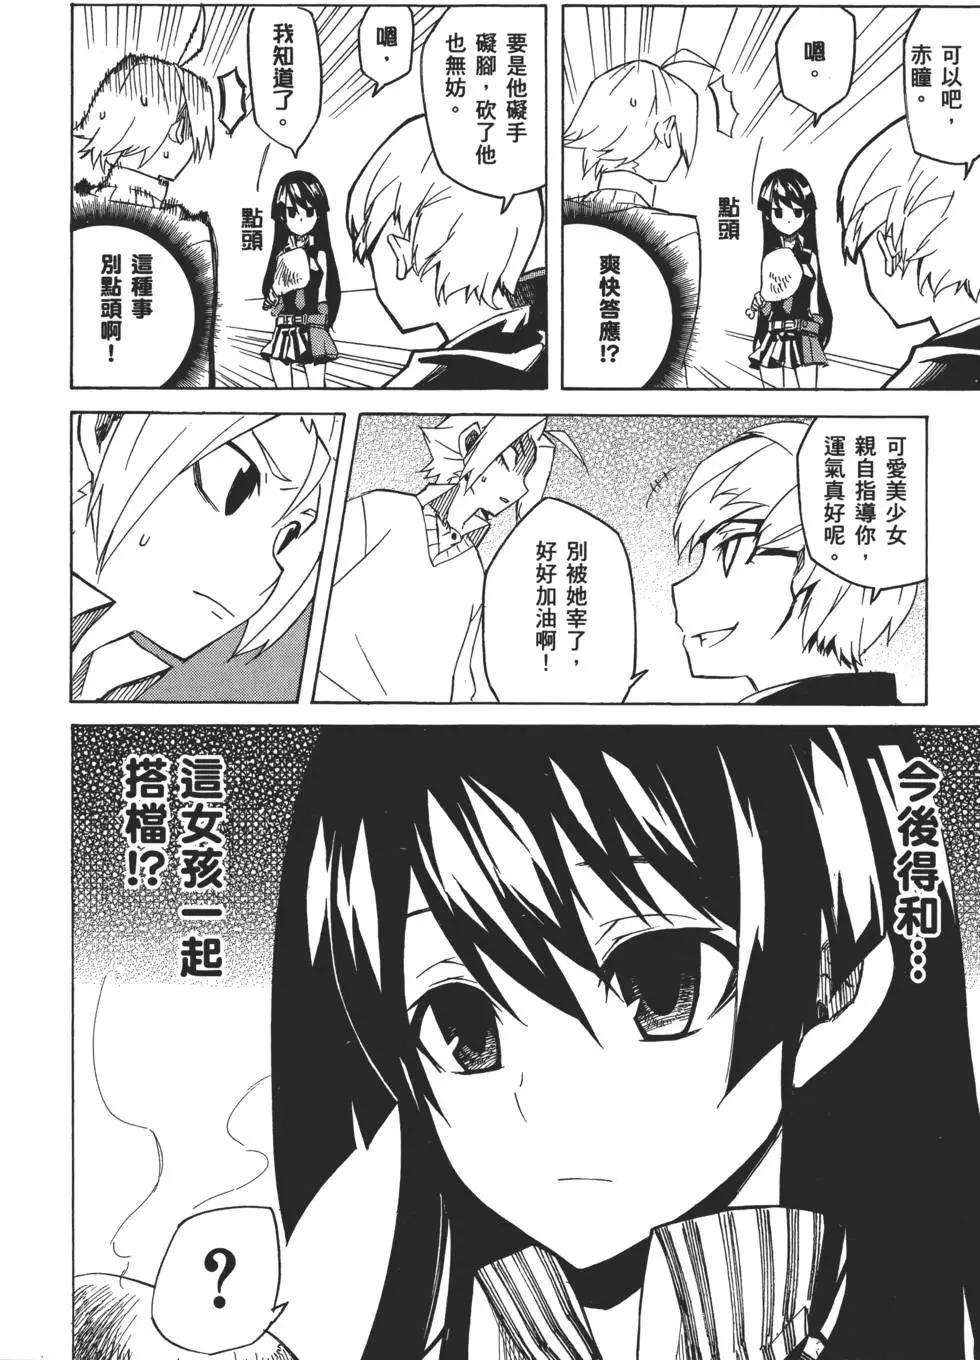 可以吧，
赤瞳。
嗯。
點頭
爽快答應!?
要是他礙手
礙腳，砍了他
也無妨。
嗯，
我知道了。
點頭
這種事
別點頭啊！
可愛美少女
親自指導你，
運氣真好呢。
別被她宰了，
好好加油啊！
今後得和…
這女孩一起
搭檔!?
？